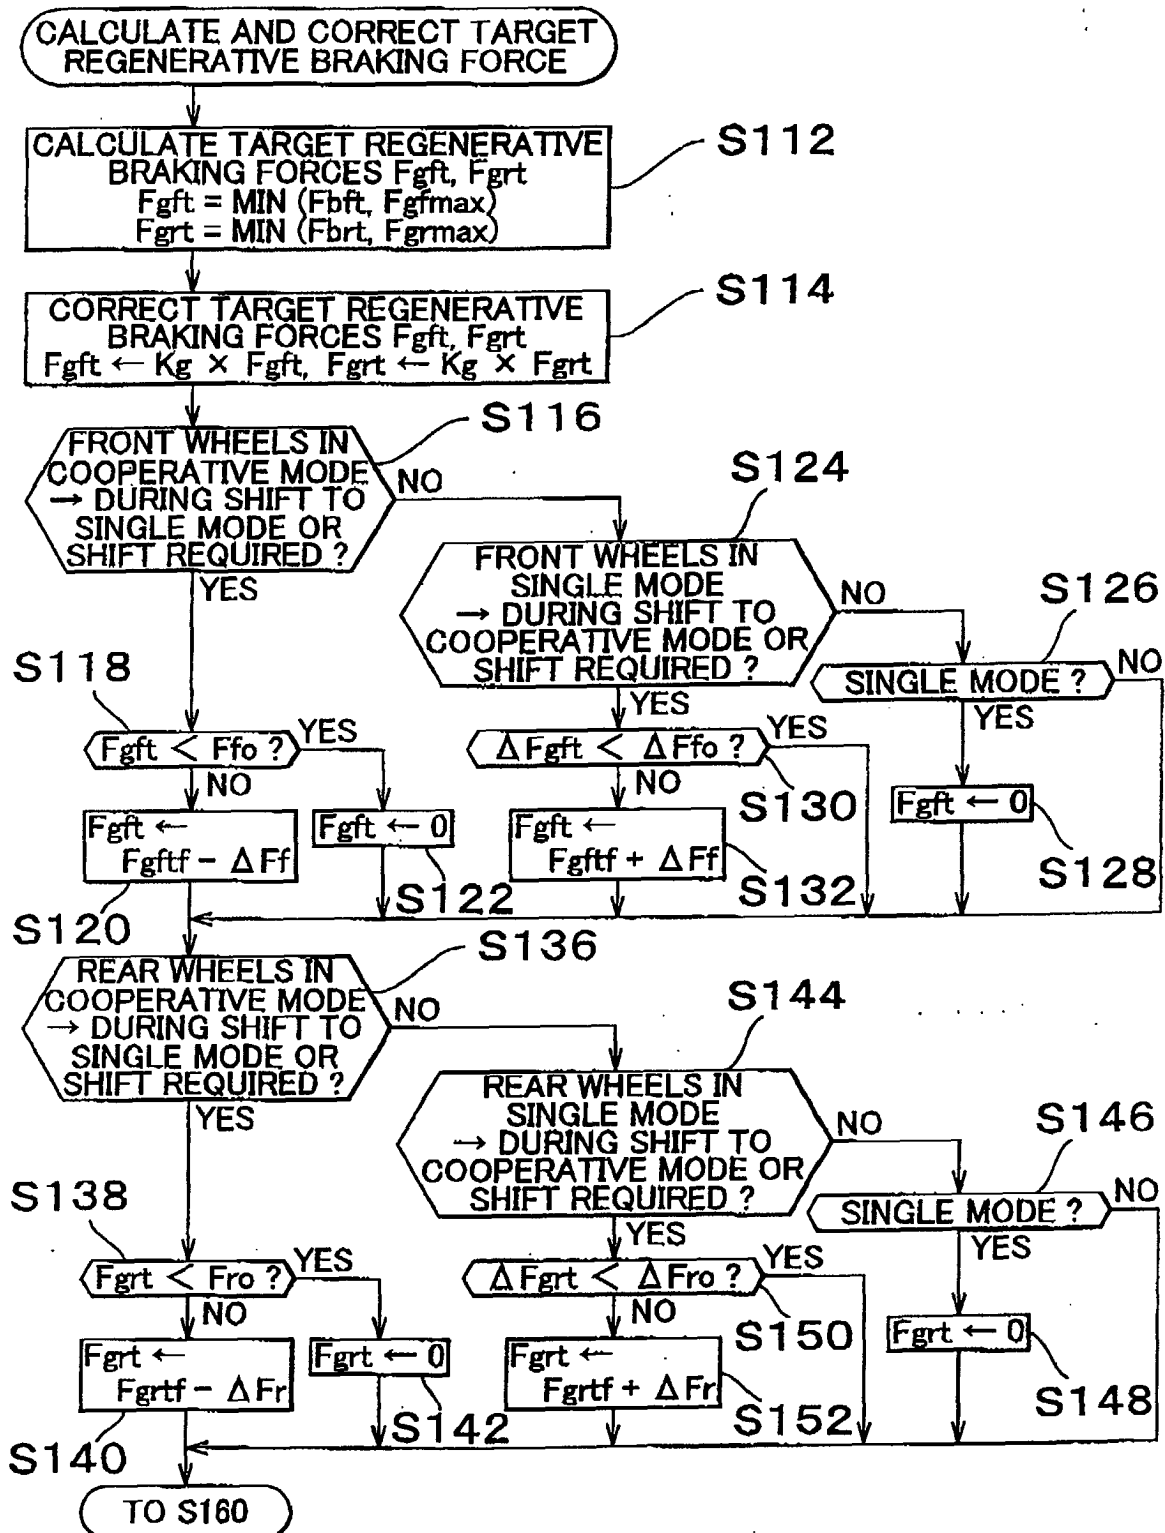 CALCULATE AND CORRECT TARGET
REGENERATIVE BRAKING FORCE
CALCULATE TARGET REGENERATIVE
BRAKING FORCES Fgft, Fgrt
Fgft = MIN (Fbft, Fgfmax)
Fgrt = MIN (Fbrt, Fgrmax)
S112
CORRECT TARGET REGENERATIVE
BRAKING FORCES Fgft, Fgrt
Fgft ← Kg × Fgft, Fgrt ← Kg × Fgrt
S114
FRONT WHEELS IN
COOPERATIVE MODE
→ DURING SHIFT TO
SINGLE MODE OR
SHIFT REQUIRED ?
S116
NO
YES
FRONT WHEELS IN
SINGLE MODE
→ DURING SHIFT TO
COOPERATIVE MODE OR
SHIFT REQUIRED ?
S124
NO
YES
SINGLE MODE ?
S126
NO
YES
S118
Fgft < Ffo ?
YES
NO
Δ Fgft < Δ Ffo ?
YES
NO
S130
Fgft ←
Fgftf - Δ Ff
S120
Fgft ← 0
S122
Fgft ←
Fgftf + Δ Ff
S132
Fgft ← 0
S128
REAR WHEELS IN
COOPERATIVE MODE
→ DURING SHIFT TO
SINGLE MODE OR
SHIFT REQUIRED ?
S136
NO
YES
REAR WHEELS IN
SINGLE MODE
→ DURING SHIFT TO
COOPERATIVE MODE OR
SHIFT REQUIRED ?
S144
NO
YES
SINGLE MODE ?
S146
NO
YES
S138
Fgrt < Fro ?
YES
NO
Δ Fgrt < Δ Fro ?
YES
NO
S150
Fgrt ←
Fgrtf - Δ Fr
S140
Fgrt ← 0
S142
Fgrt ←
Fgrtf + Δ Fr
S152
Fgrt ← 0
S148
TO S160